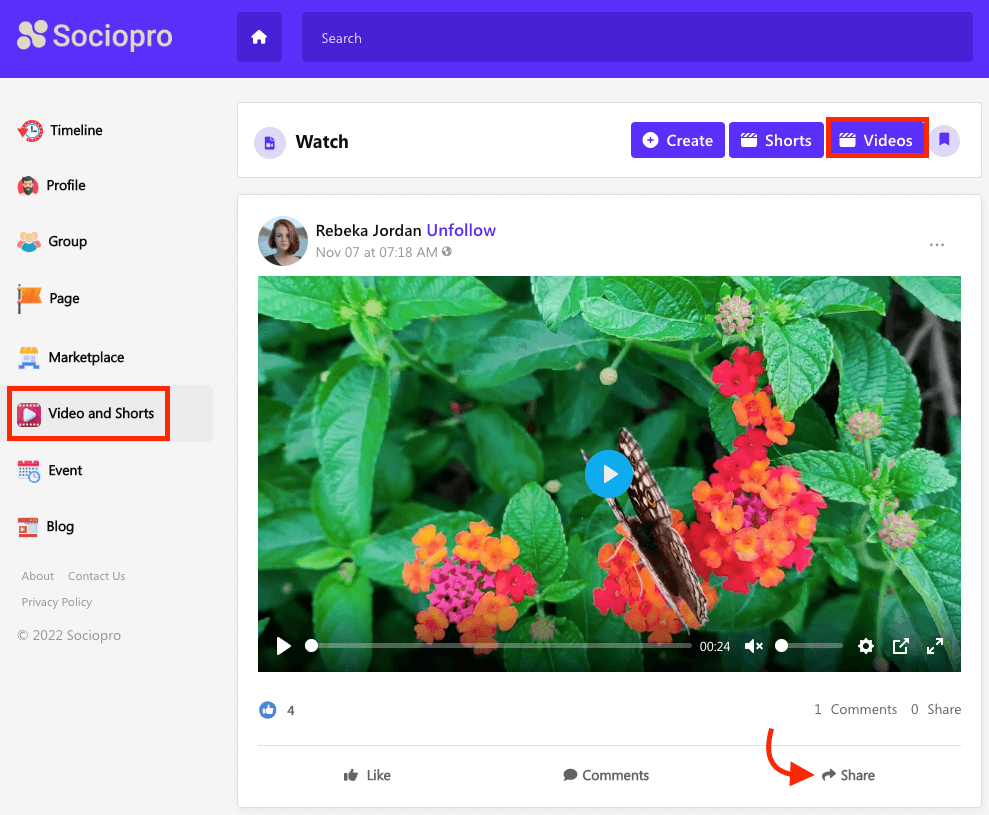 Sociopro
Search
Timeline
Profile
Group
Page
Marketplace
Video and Shorts
Event
Blog
About Contact Us
Privacy Policy
© 2022 Sociopro
Watch
Create Shorts Videos
Rebeka Jordan Unfollow
Nov 07 at 07:18 AM
...
00:24
4
1 Comments 0 Share
Like Comments Share